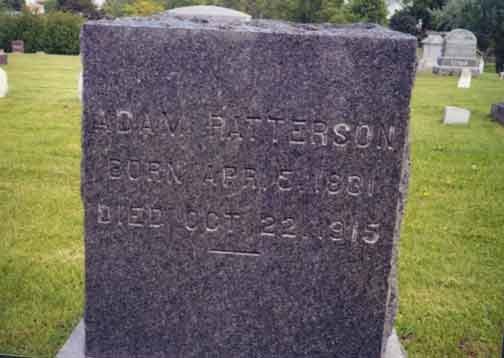 ADAM PATTERSON
BORN APR. 5, 1831
DIED OCT. 22, 1915